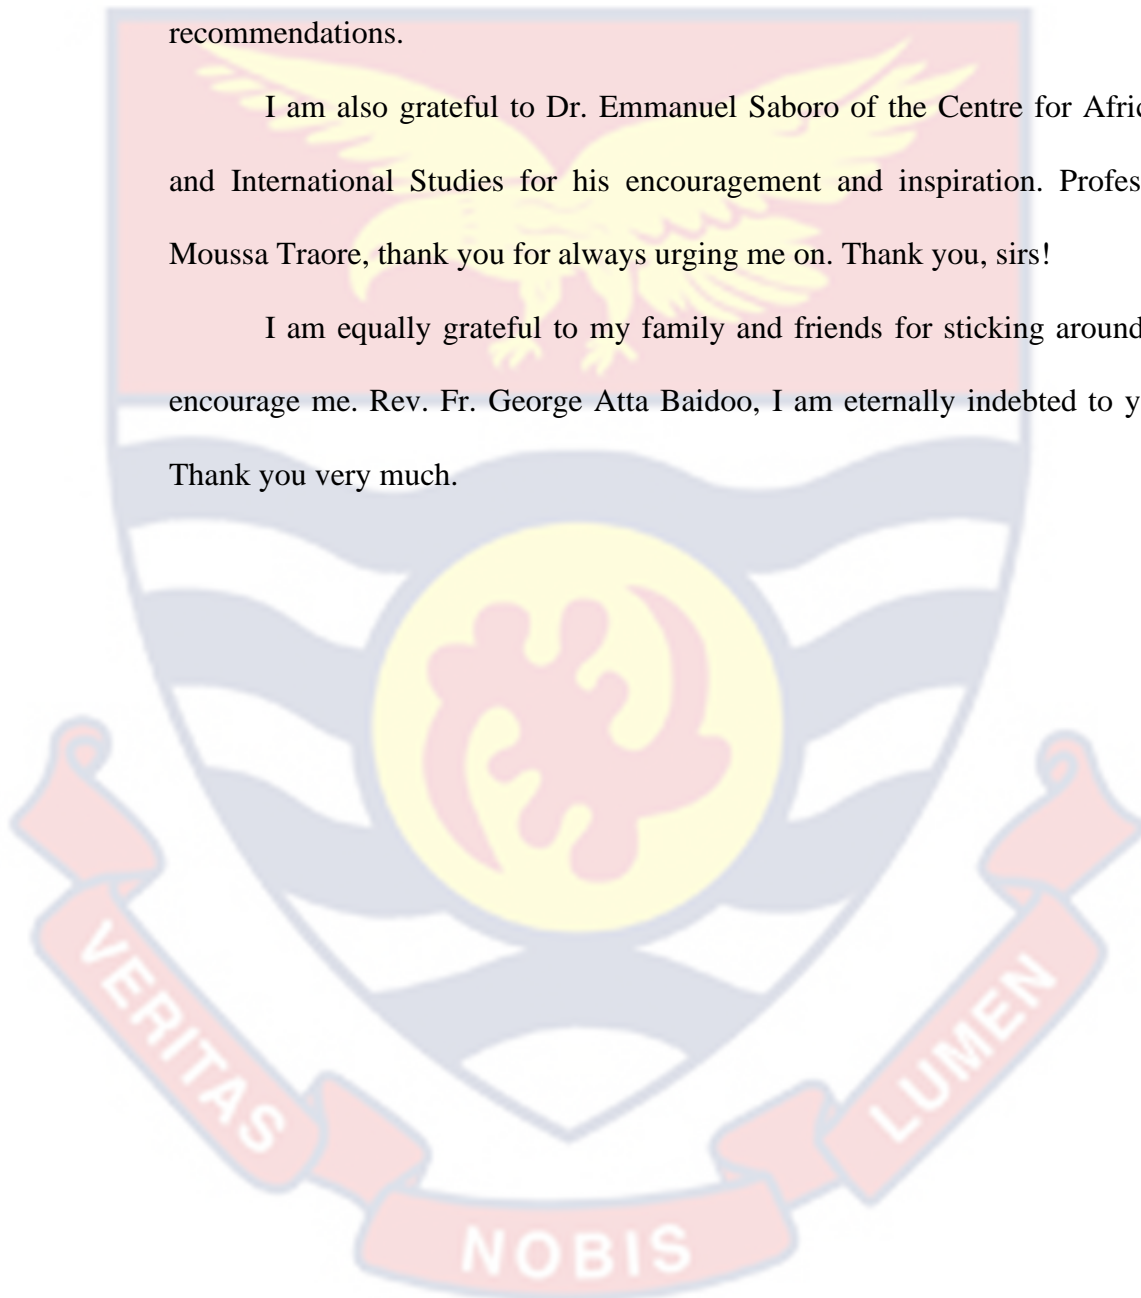 recommendations.
I am also grateful to Dr. Emmanuel Saboro of the Centre for Afric
and International Studies for his encouragement and inspiration. Profes
Moussa Traore, thank you for always urging me on. Thank you, sirs!
I am equally grateful to my family and friends for sticking around
encourage me. Rev. Fr. George Atta Baidoo, I am eternally indebted to y
Thank you very much.
VERITAS
NOBIS
LUMEN